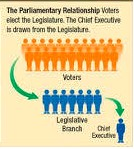 The Parliamentary Relationship Voters
elect the Legislature. The Chief Executive
is drawn from the Legislature.
Voters
Legislative
Branch
Chief
Executive